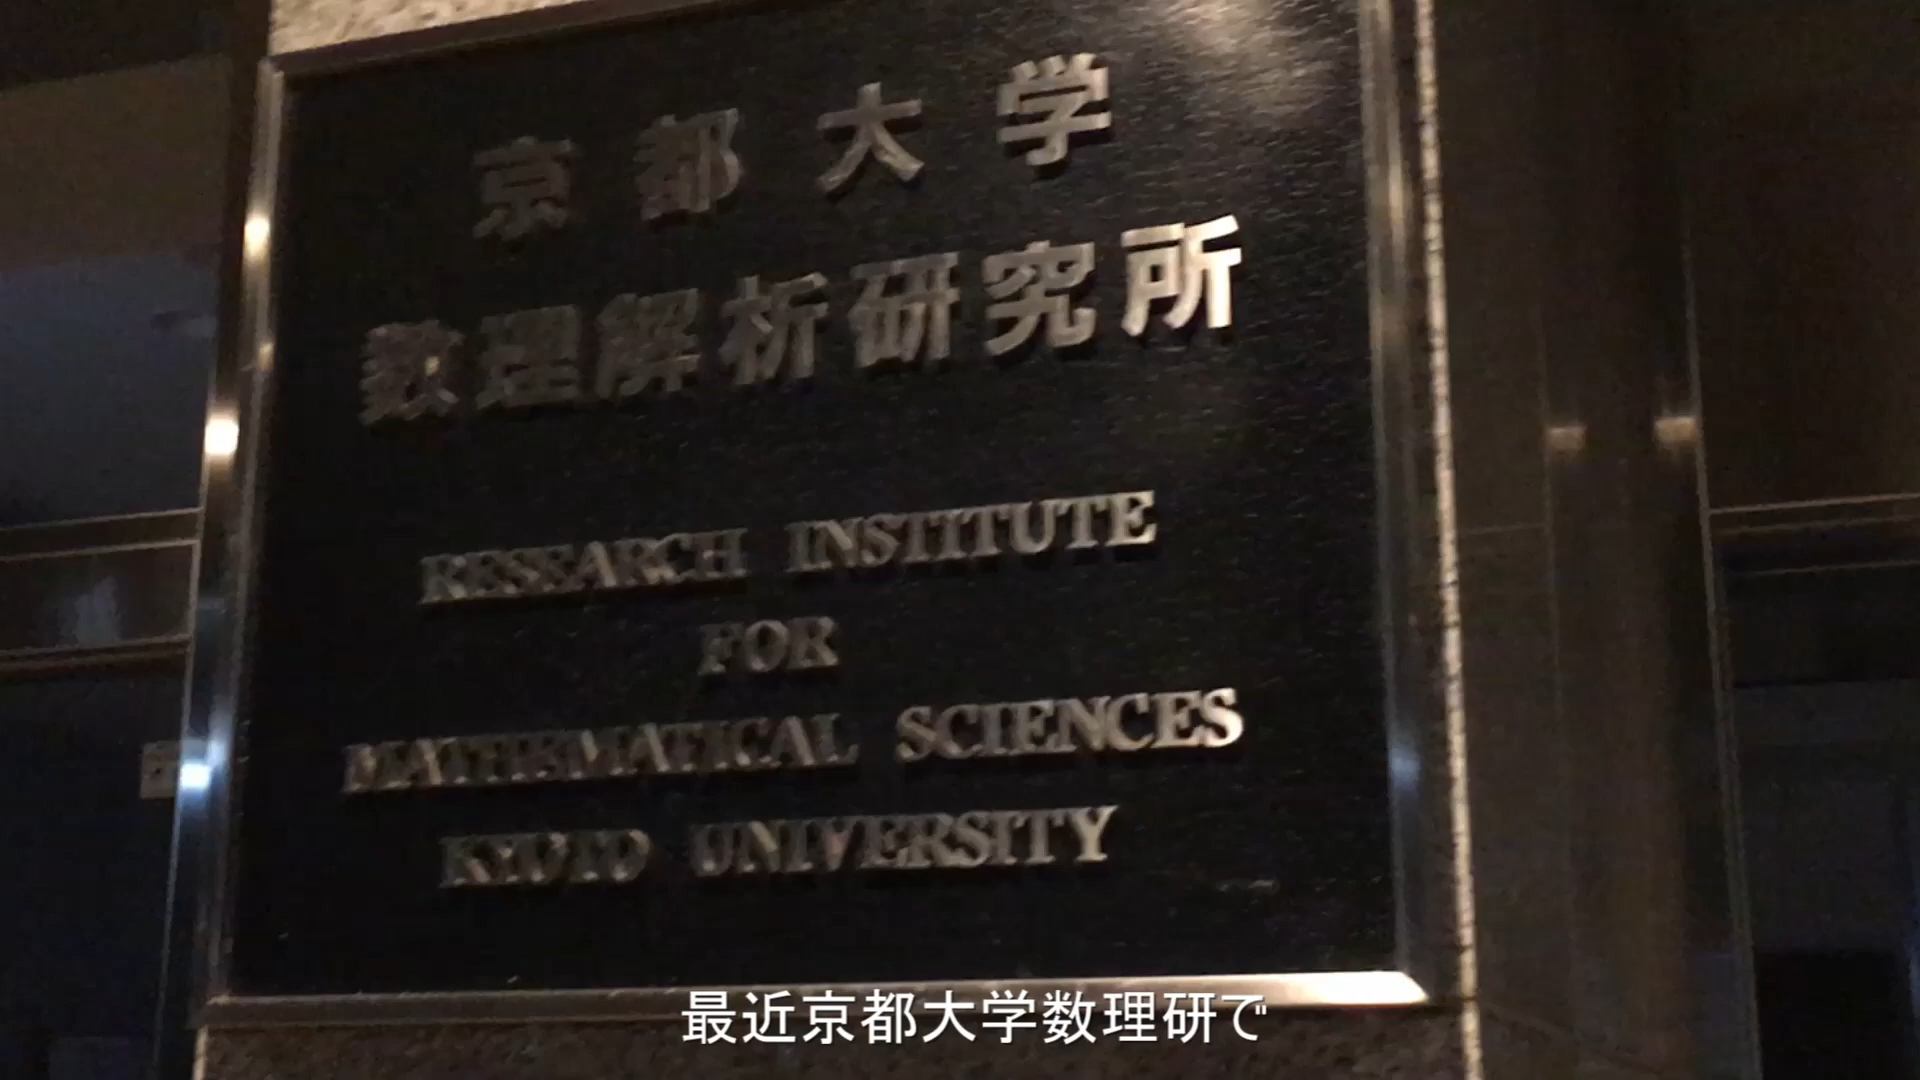 京都大学
数理解析研究所
RESEARCH INSTITUTE
FOR
MATHEMATICAL SCIENCES
KYOTO UNIVERSITY
最近京都大学数理研で